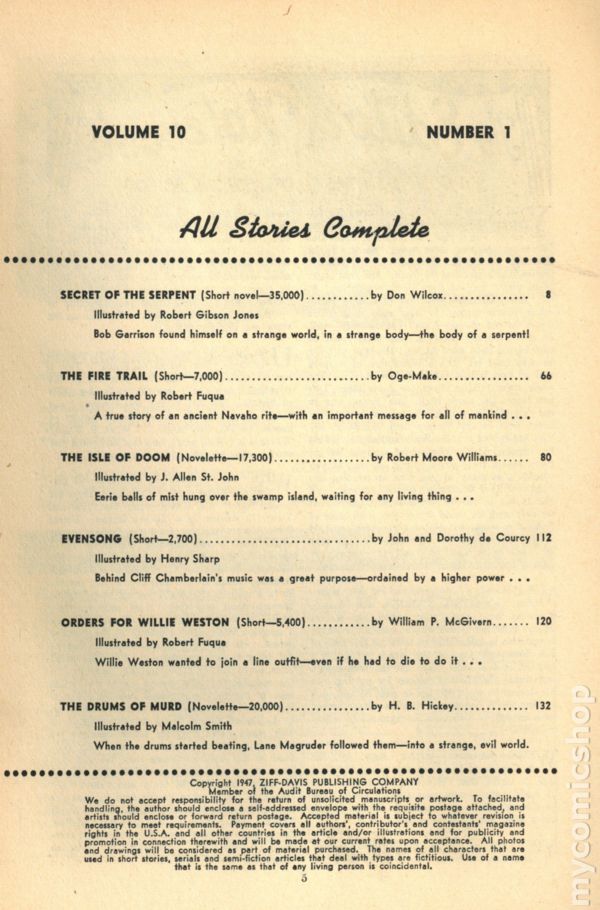 VOLUME 10 NUMBER 1
All Stories Complete
SECRET OF THE SERPENT (Short novel—35,000)............by Don Wilcox................ 8
Illustrated by Robert Gibson Jones
Bob Garrison found himself on a strange world, in a strange body—the body of a serpent!
THE FIRE TRAIL (Short—7,000)...........................by Oge-Make................. 66
Illustrated by Robert Fuqua
A true story of an ancient Navaho rite—with an important message for all of mankind . . .
THE ISLE OF DOOM (Novelette—17,300)..................by Robert Moore Williams...... 80
Illustrated by J. Allen St. John
Eerie balls of mist hung over the swamp island, waiting for any living thing . . .
EVENSONG (Short—2,700)................................by John and Dorothy de Courcy 112
Illustrated by Henry Sharp
Behind Cliff Chamberlain's music was a great purpose—ordained by a higher power . . .
ORDERS FOR WILLIE WESTON (Short—5,400)............by William P. McGivern....... 120
Illustrated by Robert Fuqua
Willie Weston wanted to join a line outfit—even if he had to die to do it . . .
THE DRUMS OF MURD (Novelette—20,000)................by H. B. Hickey.............. 132
Illustrated by Malcolm Smith
When the drums started beating, Lane Magruder followed them—into a strange, evil world.
Copyright 1947, ZIFF-DAVIS PUBLISHING COMPANY
Member of the Audit Bureau of Circulations
We do not accept responsibility for the return of unsolicited manuscripts or artwork. To facilitate
handling, the author should enclose a self-addressed envelope with the requisite postage attached, and
artists should enclose or forward return postage. Accepted material is subject to whatever revision is
necessary to meet requirements. Payment covers all authors', contributor's and contestants' magazine
rights in the U.S.A. and all other countries in the article and/or illustrations and for publicity and
promotion in connection therewith and will be made at our current rates upon acceptance. All photos
and drawings will be considered as part of material purchased. The names of all characters that are
used in short stories, serials and semi-fiction articles that deal with types are fictitious. Use of a name
that is the same as that of any living person is coincidental.
5
mycomicshop